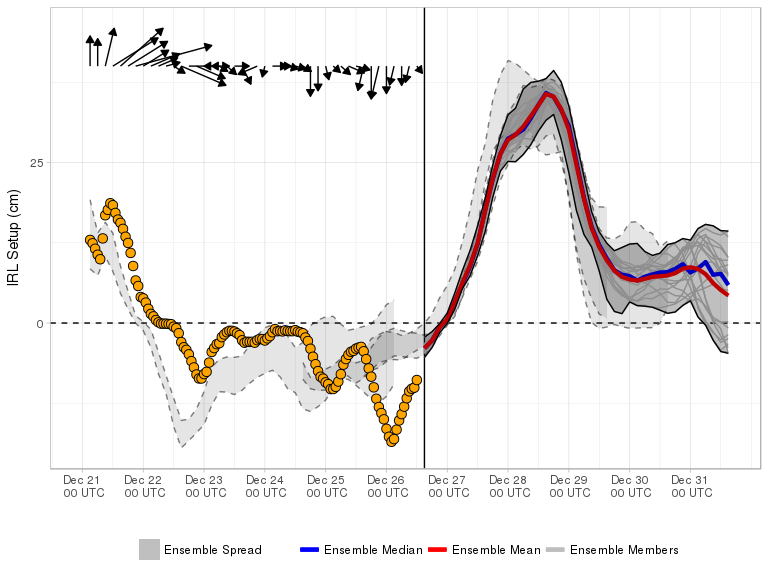 IRL Setup (cm)
25
0
Dec 21 Dec 22 Dec 23 Dec 24 Dec 25 Dec 26 Dec 27 Dec 28 Dec 29 Dec 30 Dec 31
00 UTC 00 UTC 00 UTC 00 UTC 00 UTC 00 UTC 00 UTC 00 UTC 00 UTC 00 UTC 00 UTC
Ensemble Spread Ensemble Median Ensemble Mean Ensemble Members